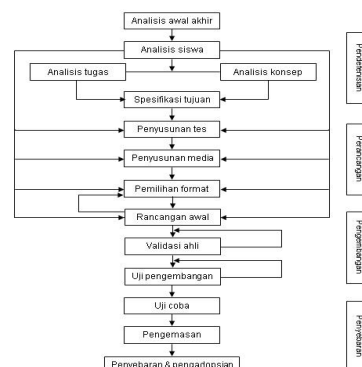 Analisis awal akhir
Analisis siswa
Analisis tugas
Analisis konsep
Spesifikasi tujuan
Penyusunan tes
Penyusunan media
Pemilihan format
Rancangan awal
Validasi ahli
Uji pengembangan
Uji coba
Pengemasan
Penyebaran & pengadopsian
Pendefenisian
Perancangan
Pengembangan
Penyebaran